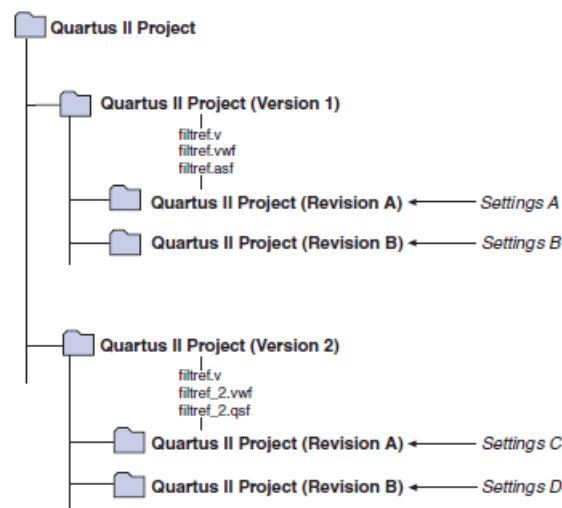 Quartus II Project
Quartus II Project (Version 1)
filtref.v
filtref.vwf
filtref.asf
Quartus II Project (Revision A)
Settings A
Quartus II Project (Revision B)
Settings B
Quartus II Project (Version 2)
filtref.v
filtref_2.vwf
filtref_2.qsf
Quartus II Project (Revision A)
Settings C
Quartus II Project (Revision B)
Settings D